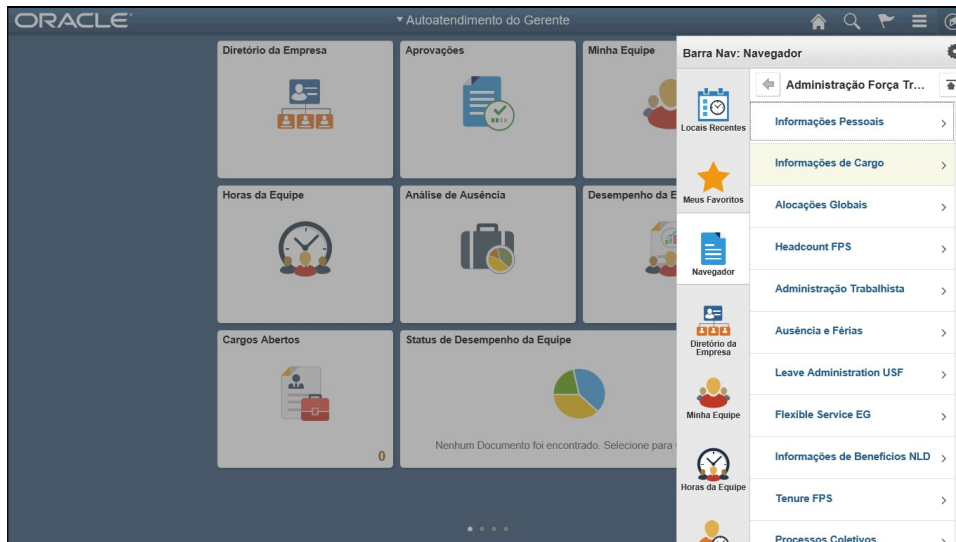 ORACLE
Autoatendimento do Gerente
Diretório da Empresa
Aprovações
Minha Equipe
Horas da Equipe
Análise de Ausência
Desempenho da E
Cargos Abertos
0
Status de Desempenho da Equipe
Nenhum Documento foi encontrado. Selecione para
Barra Nav: Navegador
Locais Recentes
Meus Favoritos
Navegador
Diretório da
Empresa
Minha Equipe
Horas da Equipe
Administração Força Tr...
Informações Pessoais
Informações de Cargo
Alocações Globais
Headcount FPS
Administração Trabalhista
Ausência e Férias
Leave Administration USF
Flexible Service EG
Informações de Benefícios NLD
Tenure FPS
Processos Coletivos